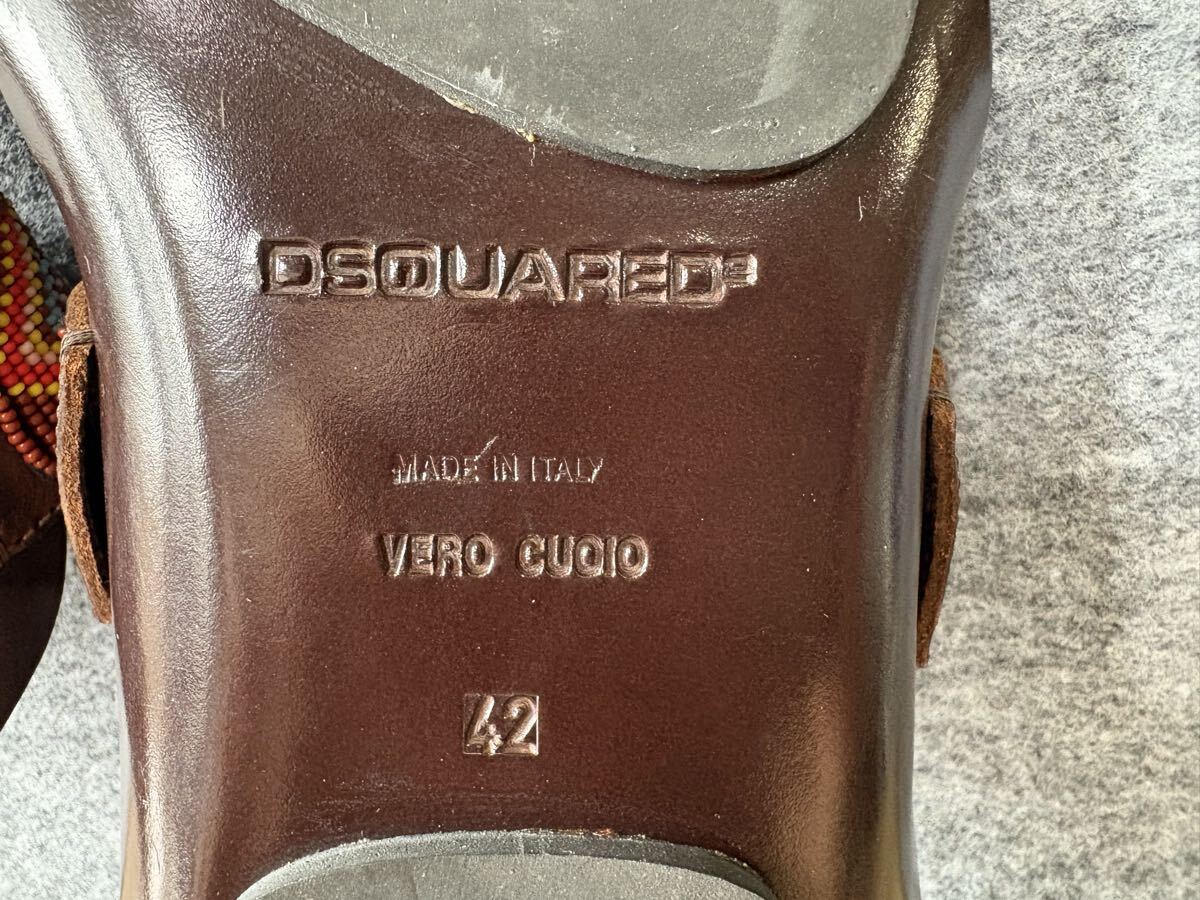 DSQUARED²
MADE IN ITALY
VERO CUOIO
42